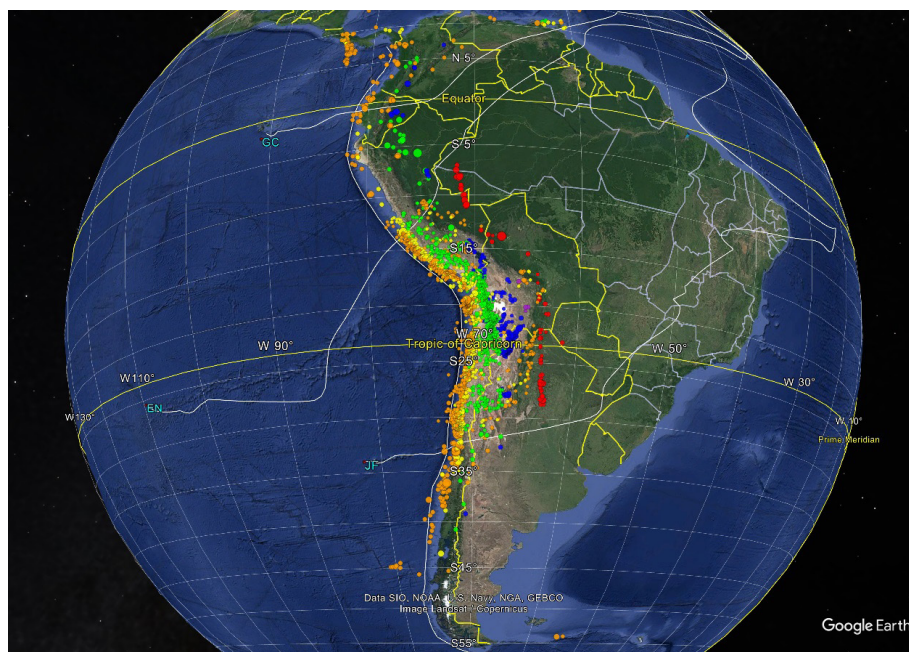 N 5°
Equator
GC
S 5°
S15°
W 70°
Tropic of Capricorn
W 90°
W 50°
S25°
W110°
W 30°
FN
W130°
W 10°
Prime Meridian
JF
S35°
S45°
Data SIO, NOAA, U.S. Navy, NGA, GEBCO
Image Landsat / Copernicus
Google Earth
S55°